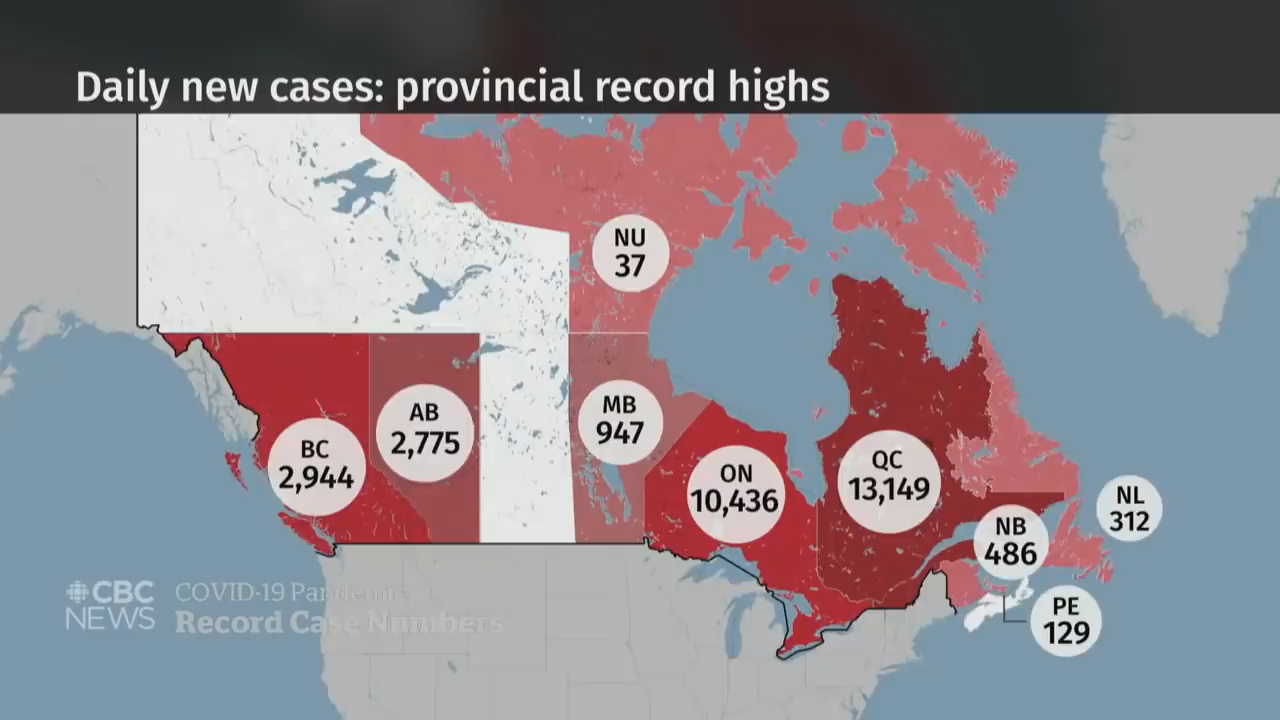 Daily new cases: provincial record highs
NU
37
AB
2,775
MB
947
BC
2,944
ON
10,436
QC
13,149
NL
312
NB
486
PE
129
CBC
NEWS
COVID-19 Pandemic
Record Case Numbers